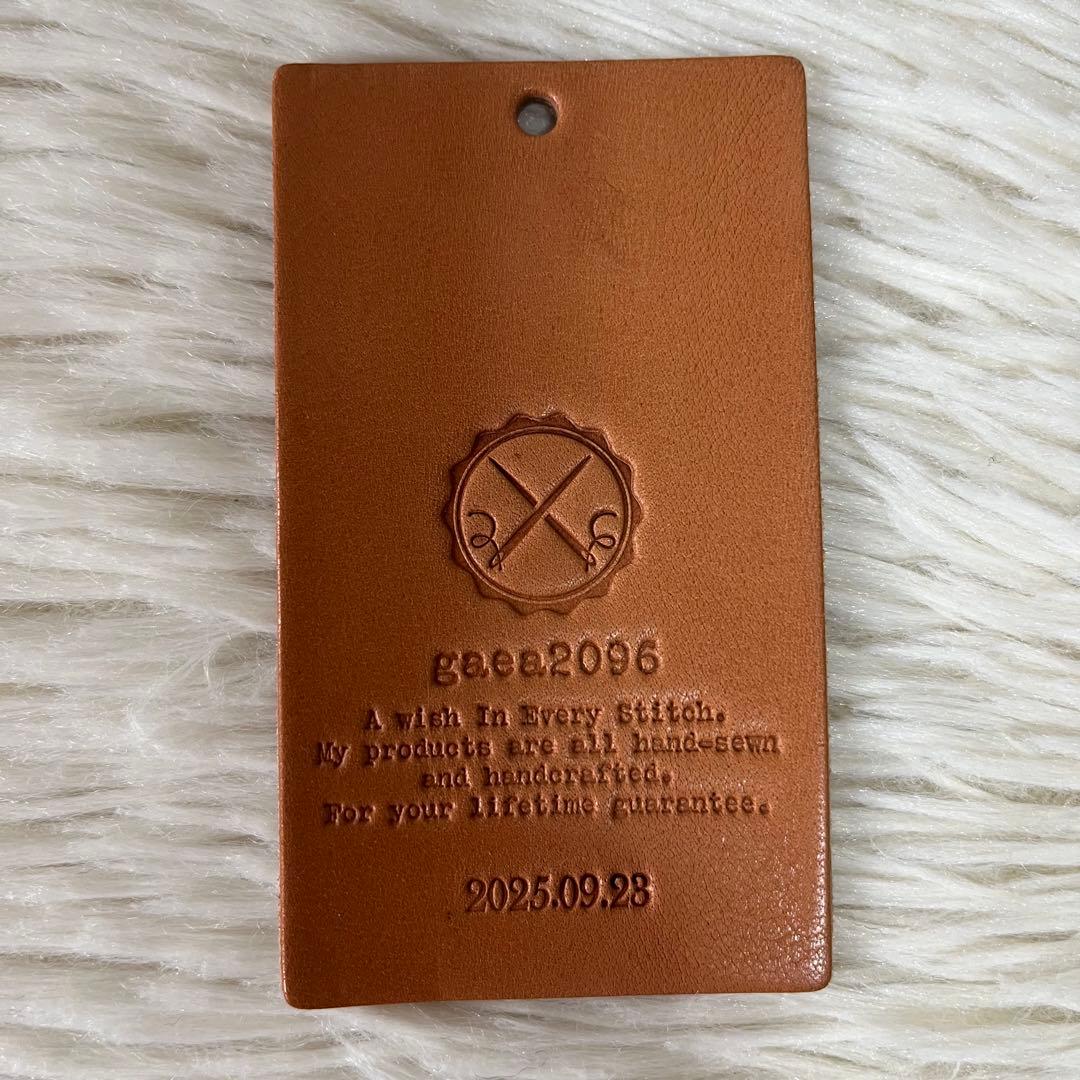 gaea2096
A wish In Every Stitch.
My products are all hand-sewn
and handcrafted.
For your lifetime guarantee.
2025.09.23